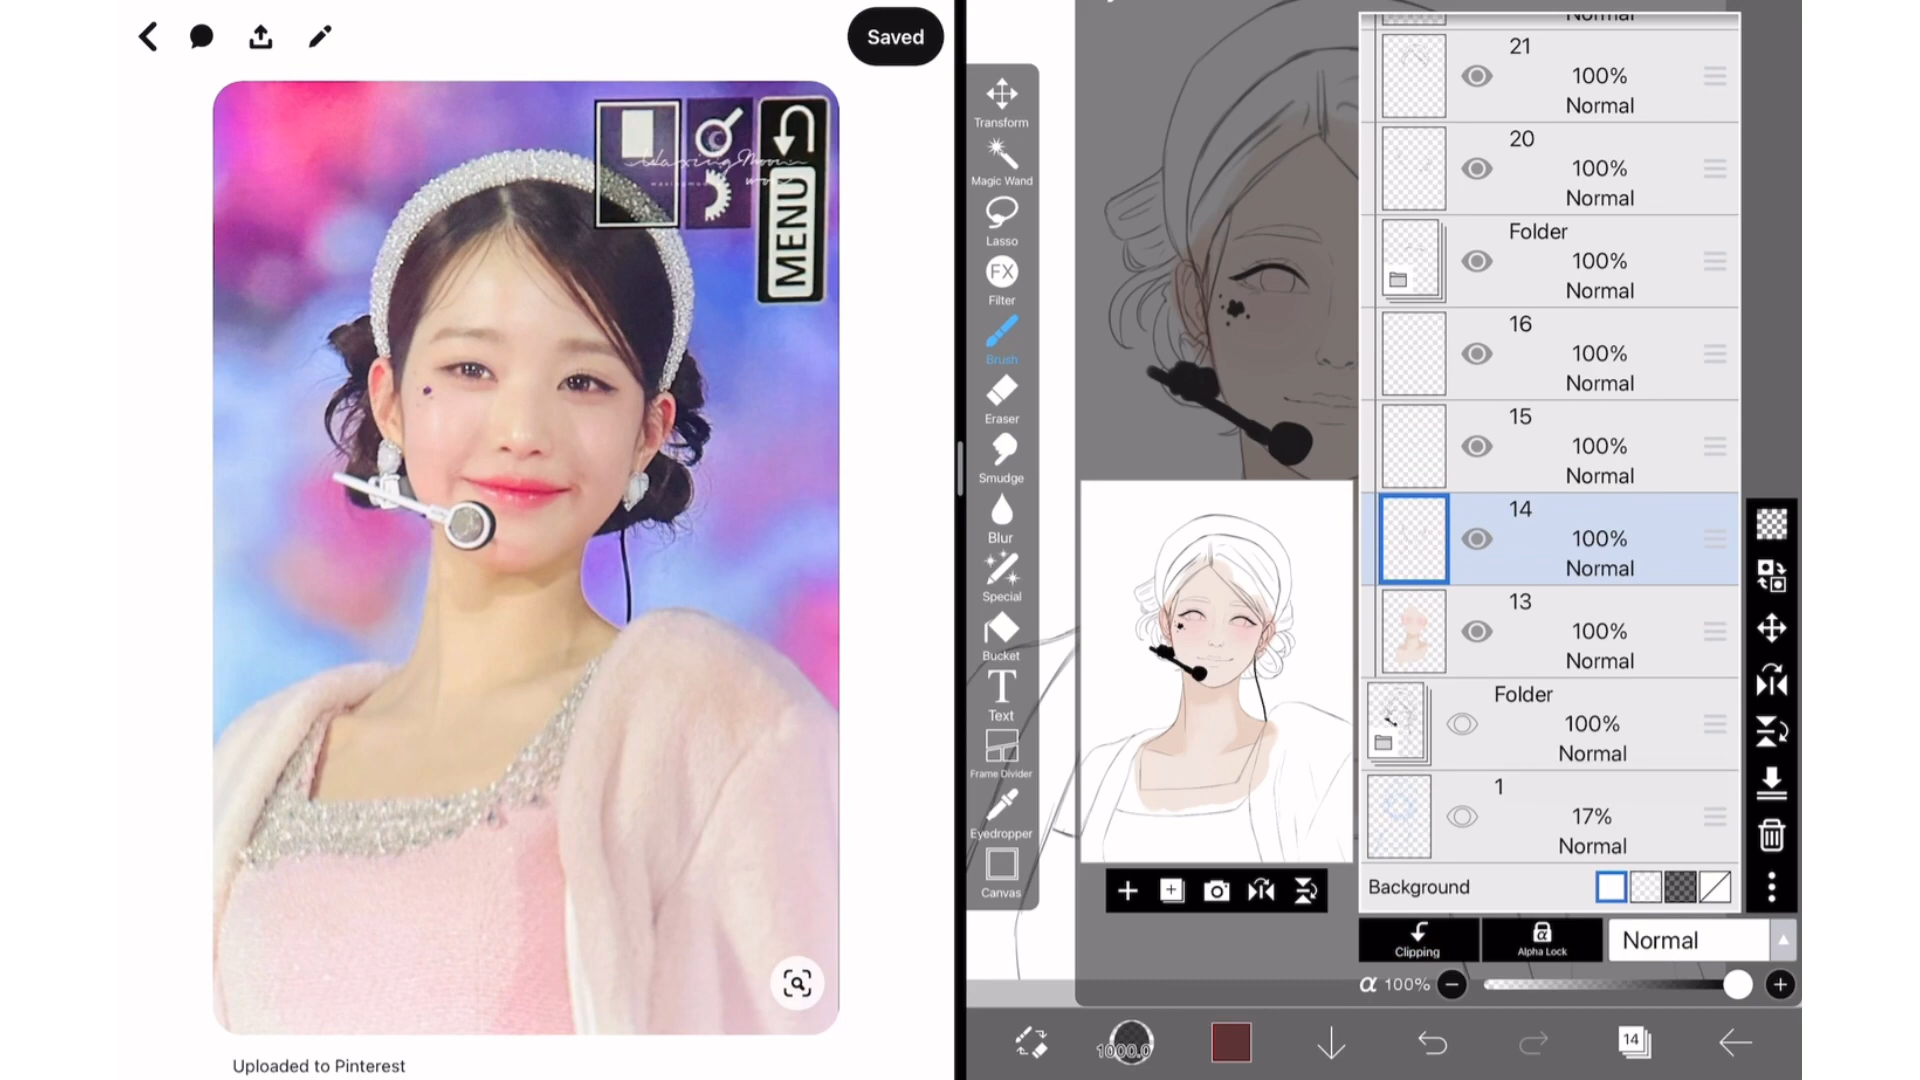 Saved
MENU
Uploaded to Pinterest
Transform
Magic Wand
Lasso
FX
Filter
Brush
Eraser
Smudge
Blur
Special
Bucket
T
Text
Frame Divider
Eyedropper
Canvas
Normal
21
100%
Normal
20
100%
Normal
Folder
100%
Normal
16
100%
Normal
15
100%
Normal
14
100%
Normal
13
100%
Normal
Folder
100%
Normal
1
17%
Normal
Background
Clipping
α
Alpha Lock
Normal
α 100%
1000.0
14